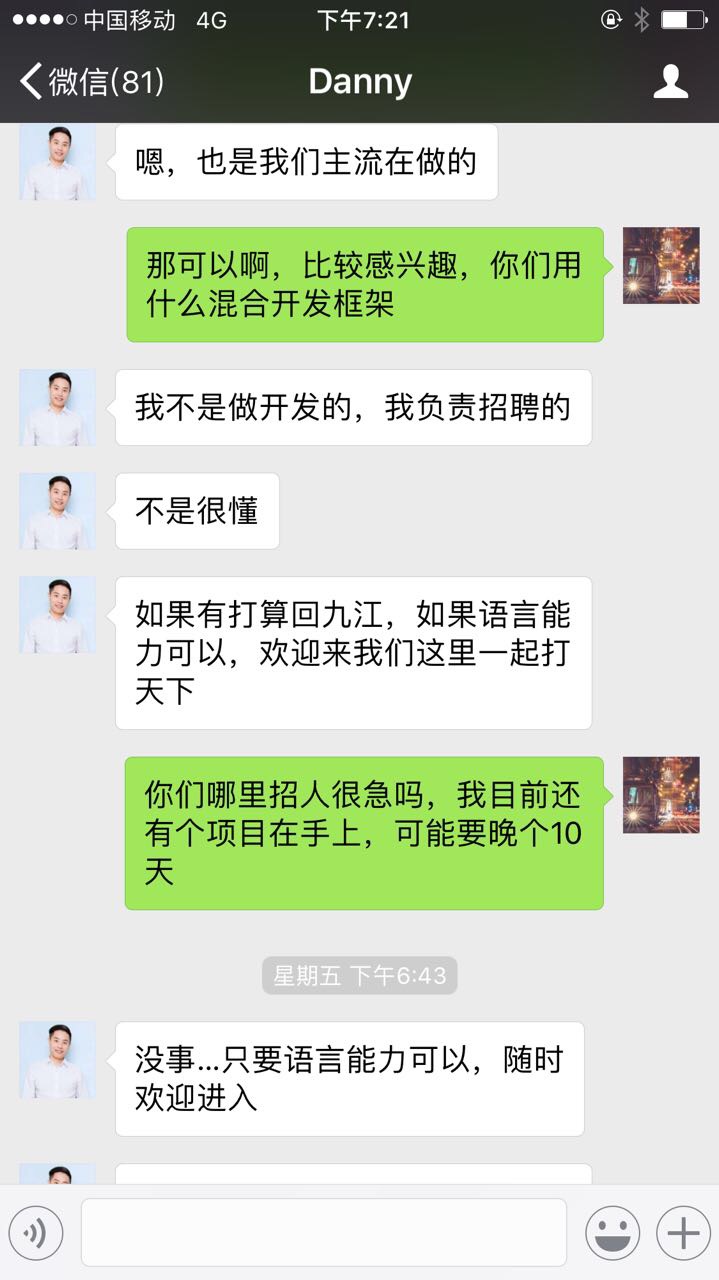 中国移动 4G 下午7:21
微信(81) Danny
嗯，也是我们主流在做的
那可以啊，比较感兴趣，你们用
什么混合开发框架
我不是做开发的，我负责招聘的
不是很懂
如果有打算回九江，如果语言能
力可以，欢迎来我们这里一起打
天下
你们哪里招人很急吗，我目前还
有个项目在手上，可能要晚个10
天
星期五 下午6:43
没事...只要语言能力可以，随时
欢迎进入